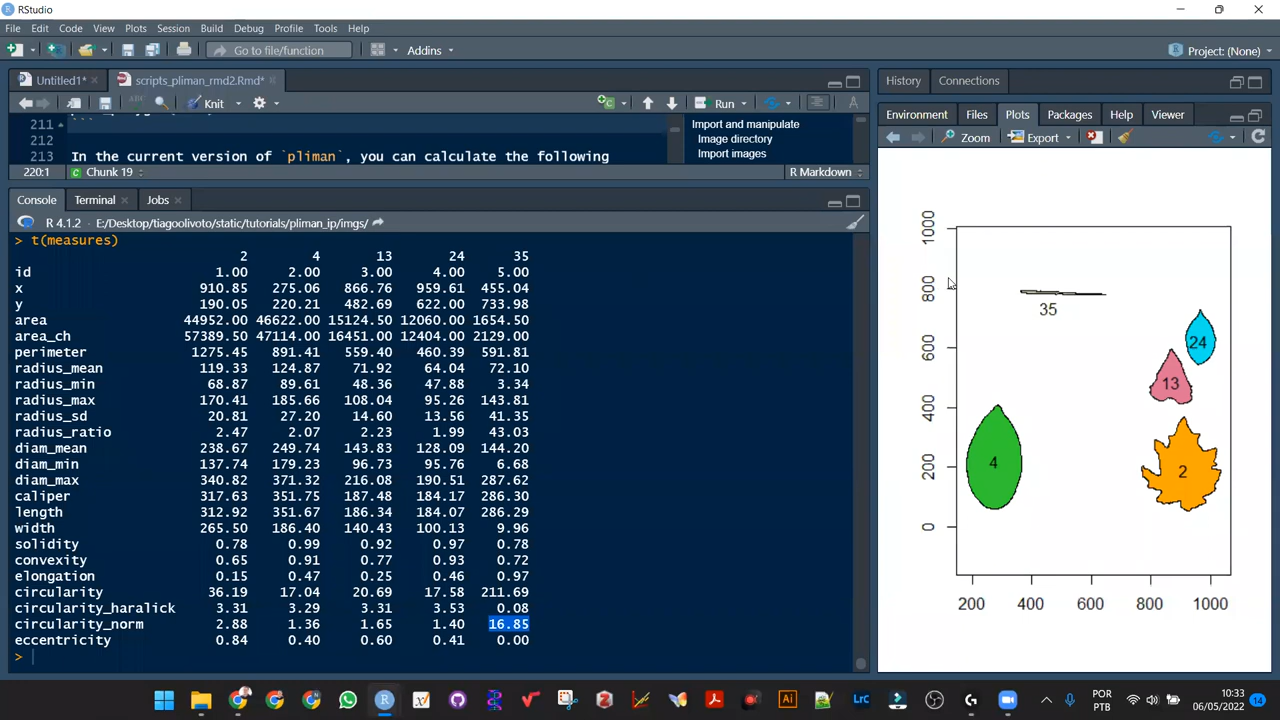 RStudio
File Edit Code View Plots Session Build Debug Profile Tools Help
Go to file/function Addins Project: (None)
Untitled1* scripts_pliman_rmd2.Rmd*
Knit Run
211 ```
212
213 In the current version of `pliman`, you can calculate the following
Import and manipulate
Image directory
Import images
220:1 Chunk 19 R Markdown
Console Terminal Jobs
R 4.1.2 · E:/Desktop/tiagoolivoto/static/tutorials/pliman_ip/imgs/
> t(measures)
2 4 13 24 35
id 1.00 2.00 3.00 4.00 5.00
x 910.85 275.06 866.76 959.61 455.04
y 190.05 220.21 482.69 622.00 733.98
area 44952.00 46622.00 15124.50 12060.00 1654.50
area_ch 57389.50 47114.00 16451.00 12404.00 2129.00
perimeter 1275.45 891.41 559.40 460.39 591.81
radius_mean 119.33 124.87 71.92 64.04 72.10
radius_min 68.87 89.61 48.36 47.88 3.34
radius_max 170.41 185.66 108.04 95.26 143.81
radius_sd 20.81 27.20 14.60 13.56 41.35
radius_ratio 2.47 2.07 2.23 1.99 43.03
diam_mean 238.67 249.74 143.83 128.09 144.20
diam_min 137.74 179.23 96.73 95.76 6.68
diam_max 340.82 371.32 216.08 190.51 287.62
caliper 317.63 351.75 187.48 184.17 286.30
length 312.92 351.67 186.34 184.07 286.29
width 265.50 186.40 140.43 100.13 9.96
solidity 0.78 0.99 0.92 0.97 0.78
convexity 0.65 0.91 0.77 0.93 0.72
elongation 0.15 0.47 0.25 0.46 0.97
circularity 36.19 17.04 20.69 17.58 211.69
circularity_haralick 3.31 3.29 3.31 3.53 0.08
circularity_norm 2.88 1.36 1.65 1.40 16.85
eccentricity 0.84 0.40 0.60 0.41 0.00
>
History Connections
Environment Files Plots Packages Help Viewer
Zoom Export
1000
800
600
400
200
0
35
24
13
4
2
200 400 600 800 1000
Ai LrC
POR
PTB
10:33
06/05/2022
14